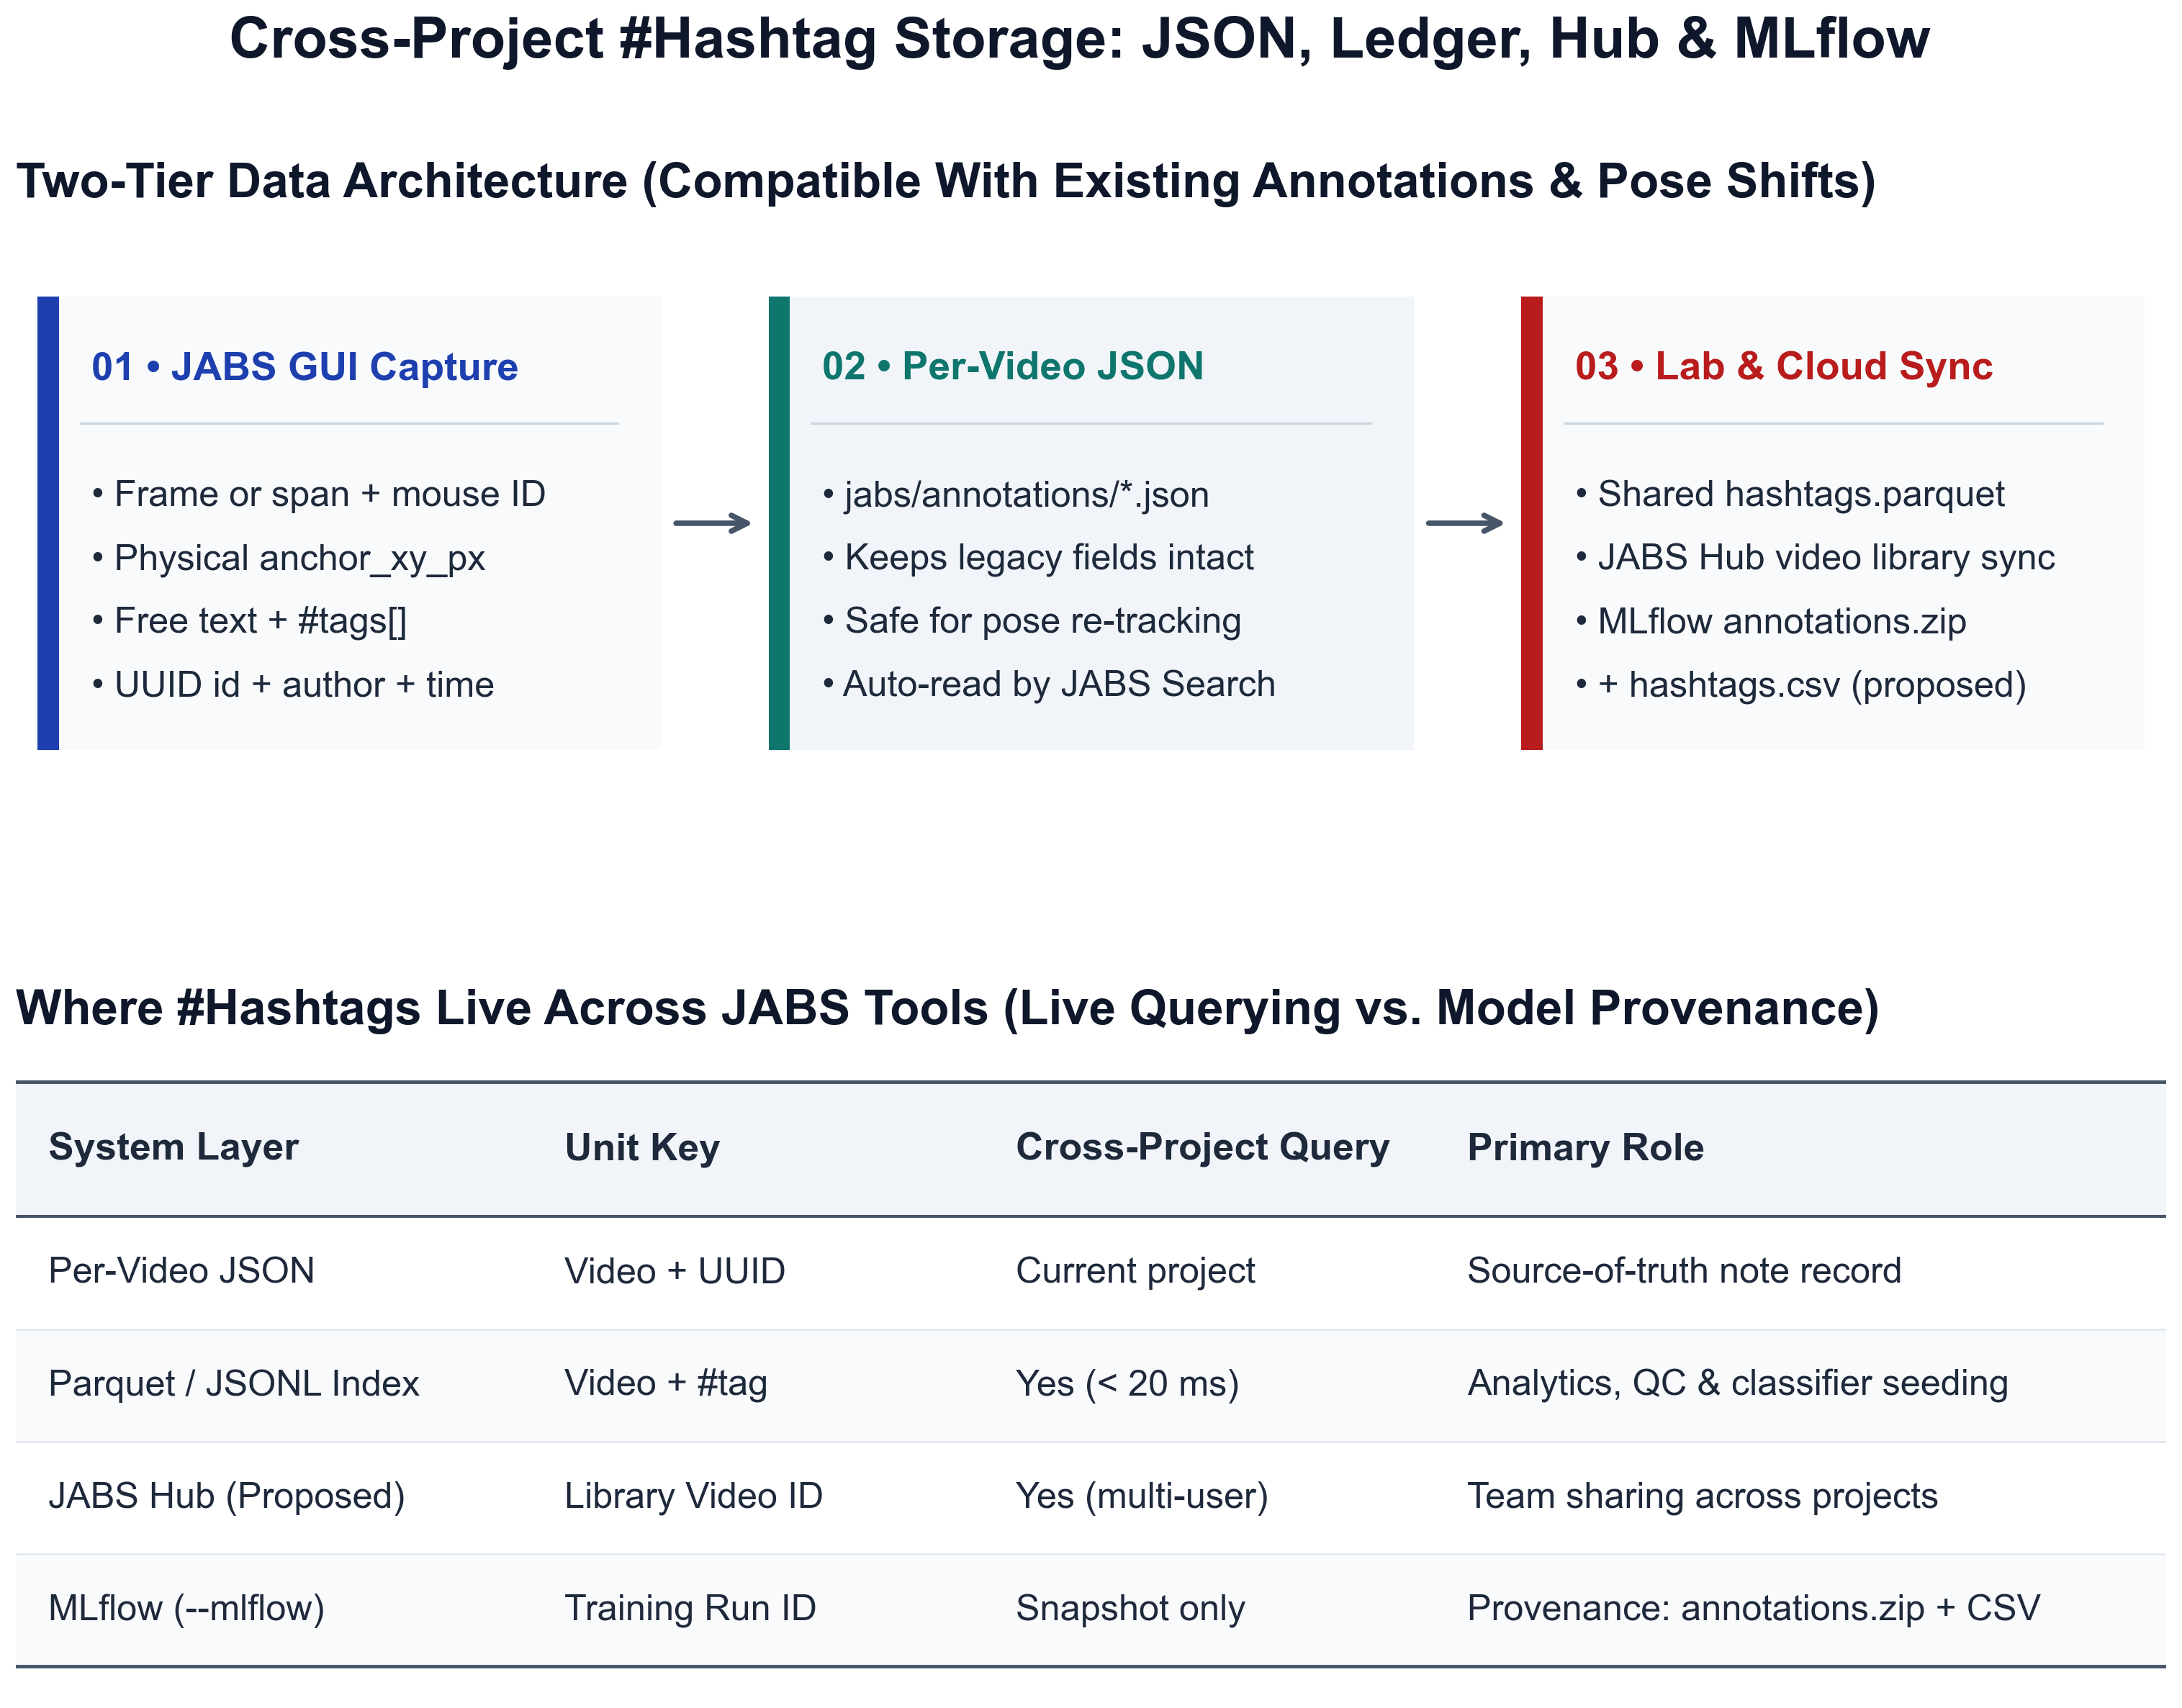 Cross-Project #Hashtag Storage: JSON, Ledger, Hub & MLflow
Two-Tier Data Architecture (Compatible With Existing Annotations & Pose Shifts)
01 • JABS GUI Capture
• Frame or span + mouse ID
• Physical anchor_xy_px
• Free text + #tags[]
• UUID id + author + time
02 • Per-Video JSON
• jabs/annotations/*.json
• Keeps legacy fields intact
• Safe for pose re-tracking
• Auto-read by JABS Search
03 • Lab & Cloud Sync
• Shared hashtags.parquet
• JABS Hub video library sync
• MLflow annotations.zip
• + hashtags.csv (proposed)
Where #Hashtags Live Across JABS Tools (Live Querying vs. Model Provenance)
System Layer Unit Key Cross-Project Query Primary Role
Per-Video JSON Video + UUID Current project Source-of-truth note record
Parquet / JSONL Index Video + #tag Yes (< 20 ms) Analytics, QC & classifier seeding
JABS Hub (Proposed) Library Video ID Yes (multi-user) Team sharing across projects
MLflow (--mlflow) Training Run ID Snapshot only Provenance: annotations.zip + CSV